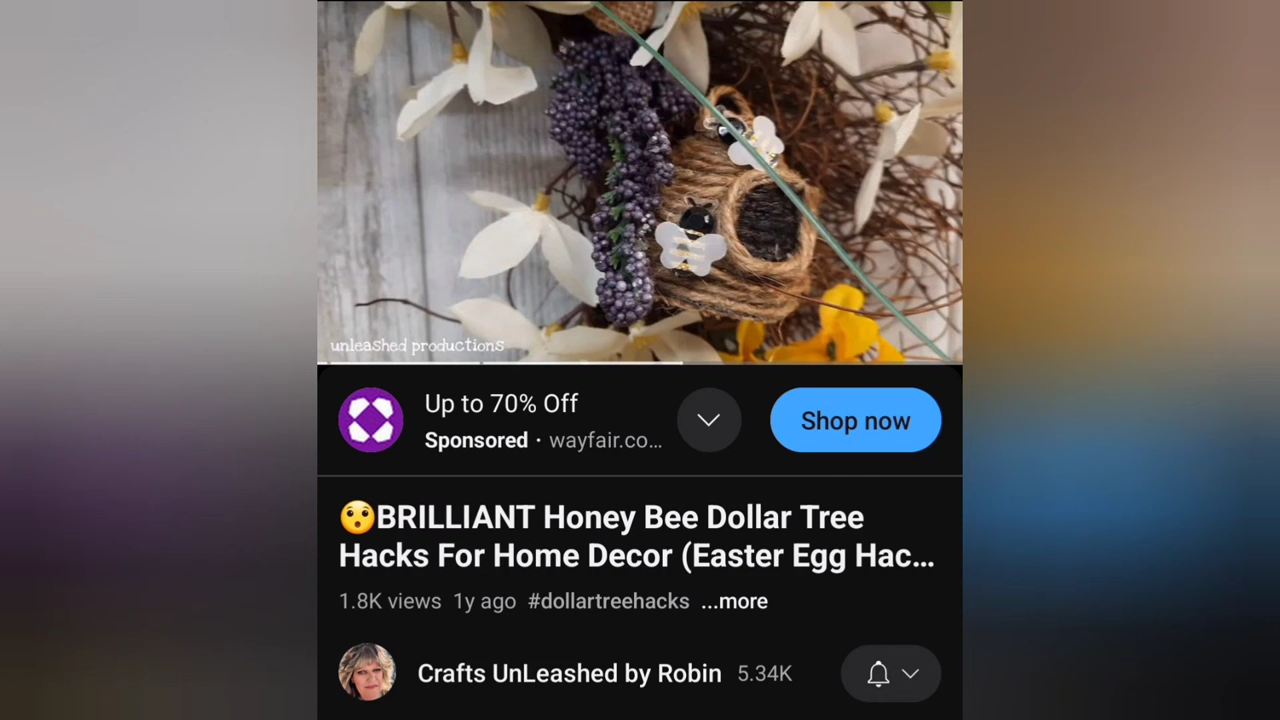 unleashed productions
Up to 70% Off
Shop now
Sponsored · wayfair.co...
😯BRILLIANT Honey Bee Dollar Tree
Hacks For Home Decor (Easter Egg Hac...
1.8K views 1y ago #dollartreehacks ...more
Crafts UnLeashed by Robin 5.34K